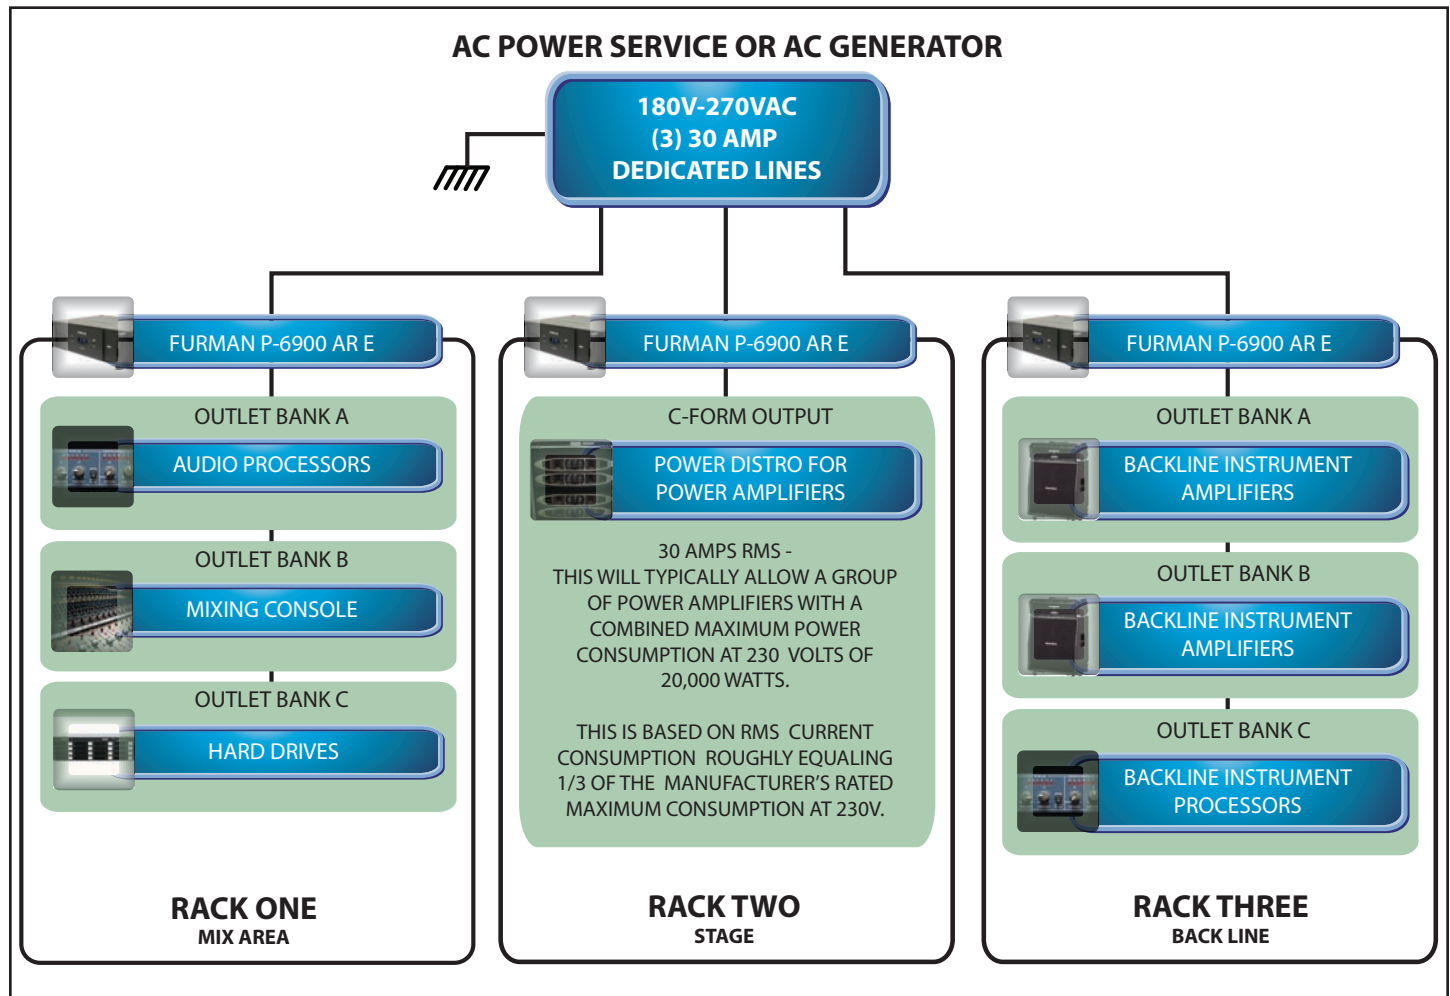 AC POWER SERVICE OR AC GENERATOR
180V-270VAC
(3) 30 AMP
DEDICATED LINES
FURMAN P-6900 AR E
OUTLET BANK A
AUDIO PROCESSORS
OUTLET BANK B
MIXING CONSOLE
OUTLET BANK C
HARD DRIVES
RACK ONE
MIX AREA
FURMAN P-6900 AR E
C-FORM OUTPUT
POWER DISTRO FOR
POWER AMPLIFIERS
30 AMPS RMS -
THIS WILL TYPICALLY ALLOW A GROUP
OF POWER AMPLIFIERS WITH A
COMBINED MAXIMUM POWER
CONSUMPTION AT 230 VOLTS OF
20,000 WATTS.
THIS IS BASED ON RMS CURRENT
CONSUMPTION ROUGHLY EQUALING
1/3 OF THE MANUFACTURER'S RATED
MAXIMUM CONSUMPTION AT 230V.
RACK TWO
STAGE
FURMAN P-6900 AR E
OUTLET BANK A
BACKLINE INSTRUMENT
AMPLIFIERS
OUTLET BANK B
BACKLINE INSTRUMENT
AMPLIFIERS
OUTLET BANK C
BACKLINE INSTRUMENT
PROCESSORS
RACK THREE
BACK LINE